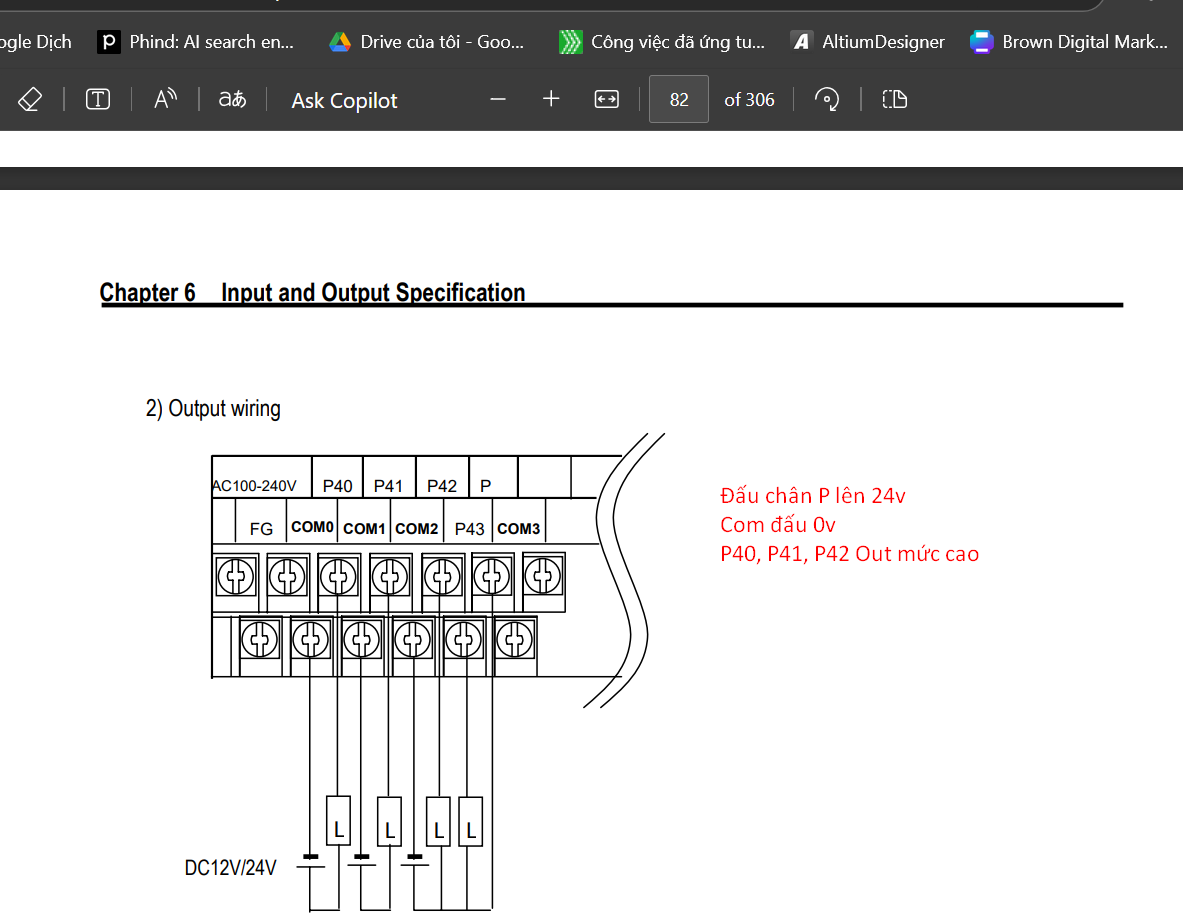 ogle Dịch
Phind: AI search en...
Drive của tôi - Goo...
Công việc đã ứng tu...
AltiumDesigner
Brown Digital Mark...
Ask Copilot
82 of 306
Chapter 6 Input and Output Specification
2) Output wiring
AC100-240V P40 P41 P42 P
FG COM0 COM1 COM2 P43 COM3
Đấu chân P lên 24v
Com đấu 0v
P40, P41, P42 Out mức cao
L L L L
DC12V/24V